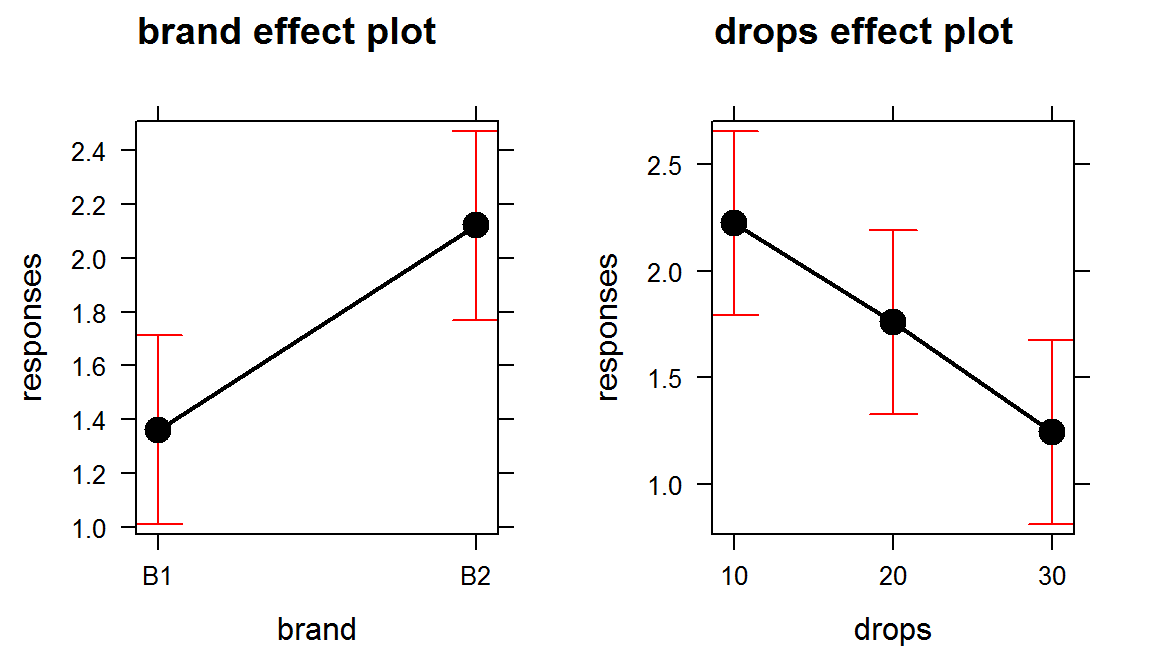 brand effect plot
responses
2.4
2.2
2.0
1.8
1.6
1.4
1.2
1.0
B1 B2
brand
drops effect plot
responses
2.5
2.0
1.5
1.0
10 20 30
drops